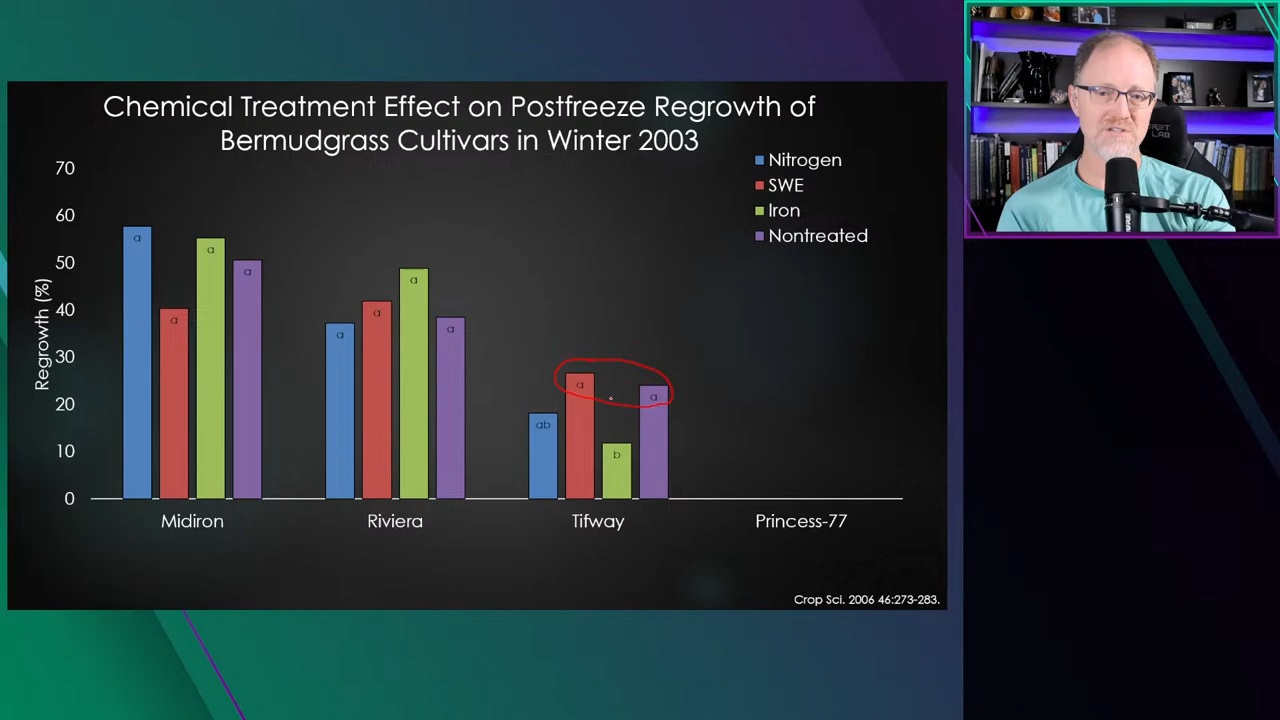 Chemical Treatment Effect on Postfreeze Regrowth of
Bermudgrass Cultivars in Winter 2003
Nitrogen
SWE
Iron
Nontreated
Regrowth (%)
70
60
50
40
30
20
10
0
a
a
a
a
a
a
a
a
ab
a
b
a
Midiron
Riviera
Tifway
Princess-77
Crop Sci. 2006 46:273-283.